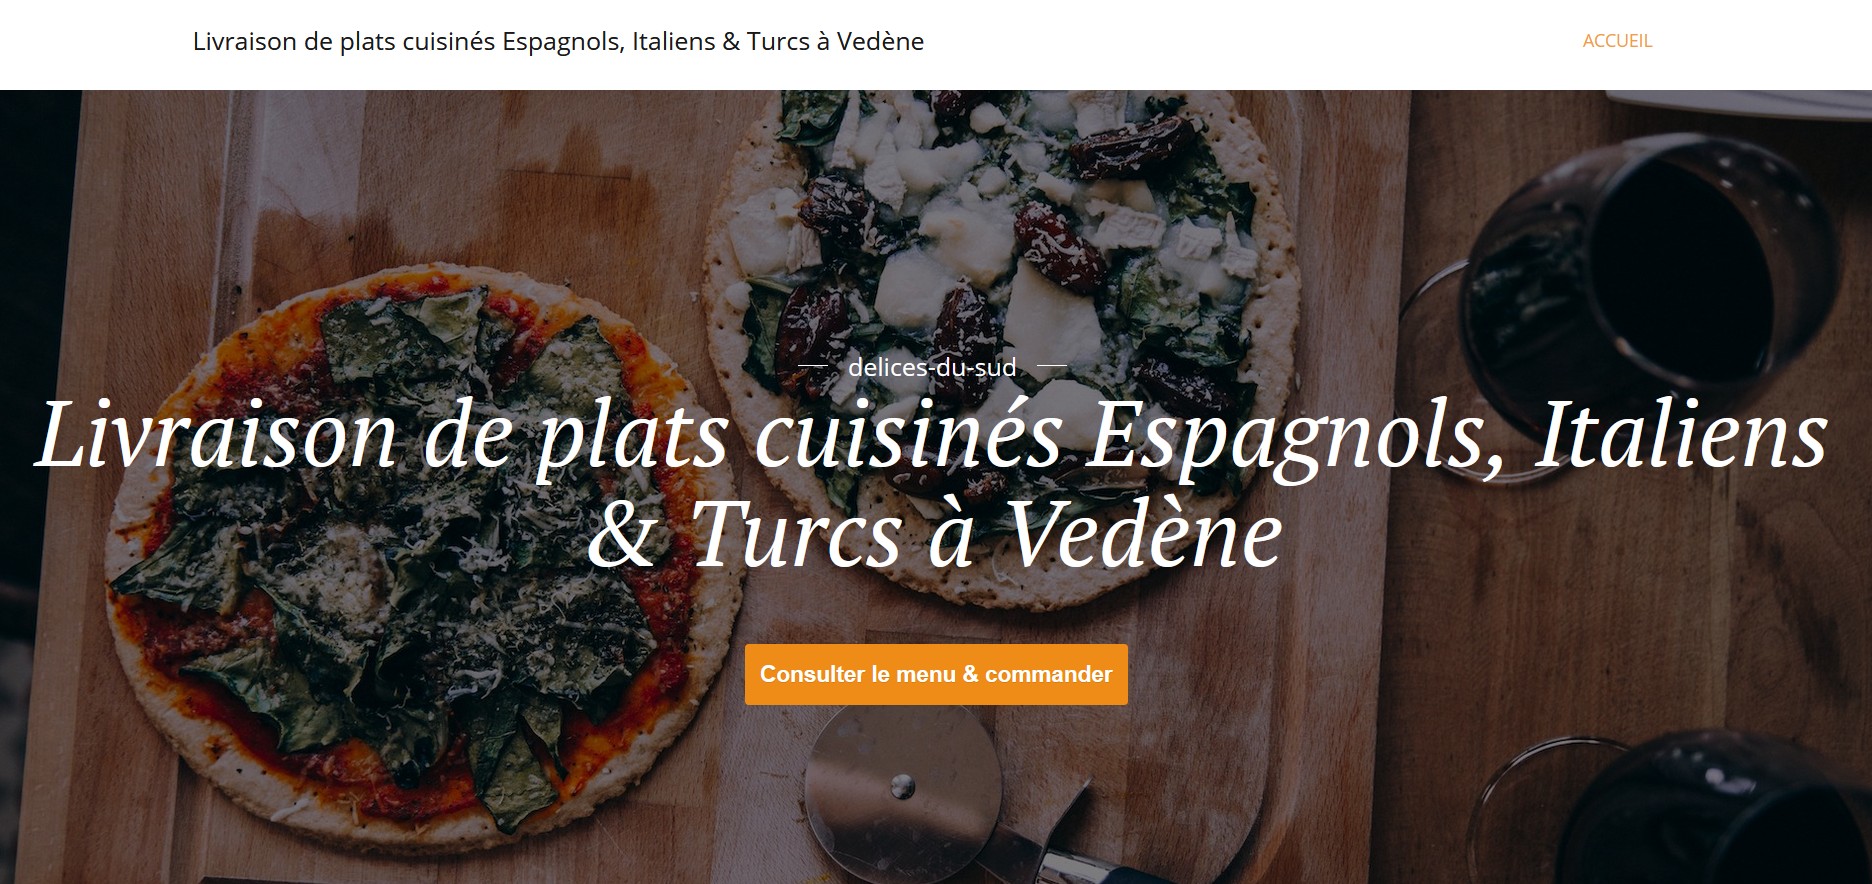 Livraison de plats cuisinés Espagnols, Italiens & Turcs à Vedène
ACCUEIL
delices-du-sud
Livraison de plats cuisinés Espagnols, Italiens
& Turcs à Vedène
Consulter le menu & commander